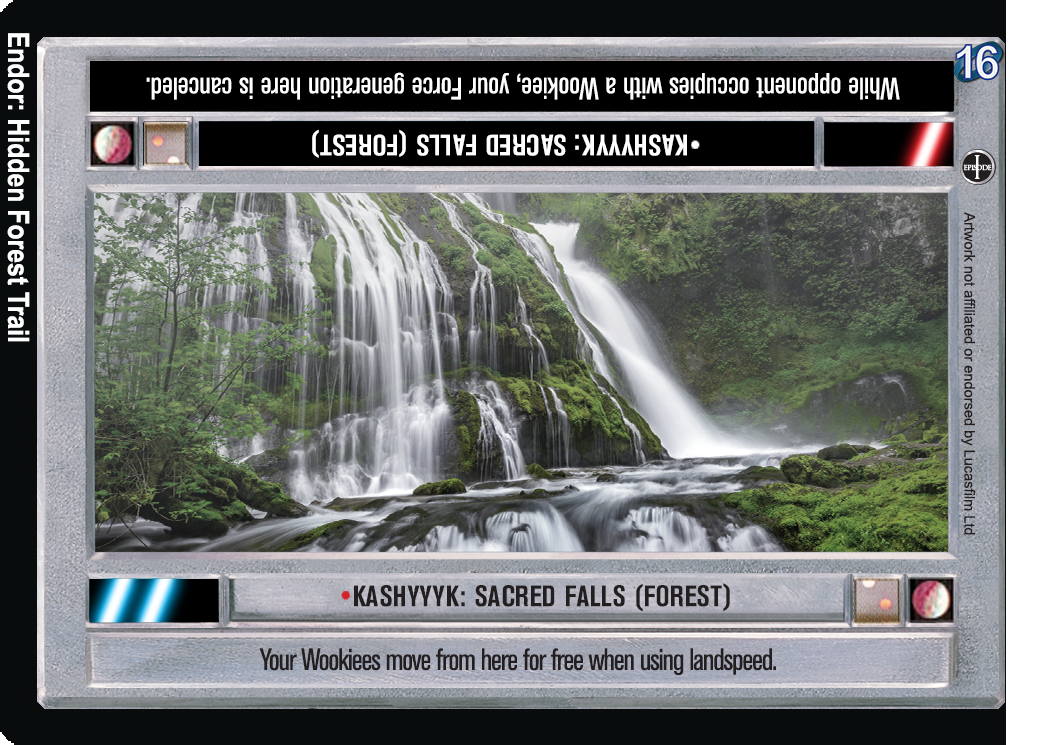 Endor: Hidden Forest Trail
16
While opponent occupies with a Wookiee, your Force generation here is canceled.
•KASHYYYK: SACRED FALLS (FOREST)
EPISODE
I
Artwork not affiliated or endorsed by Lucasfilm Ltd
•KASHYYYK: SACRED FALLS (FOREST)
Your Wookiees move from here for free when using landspeed.